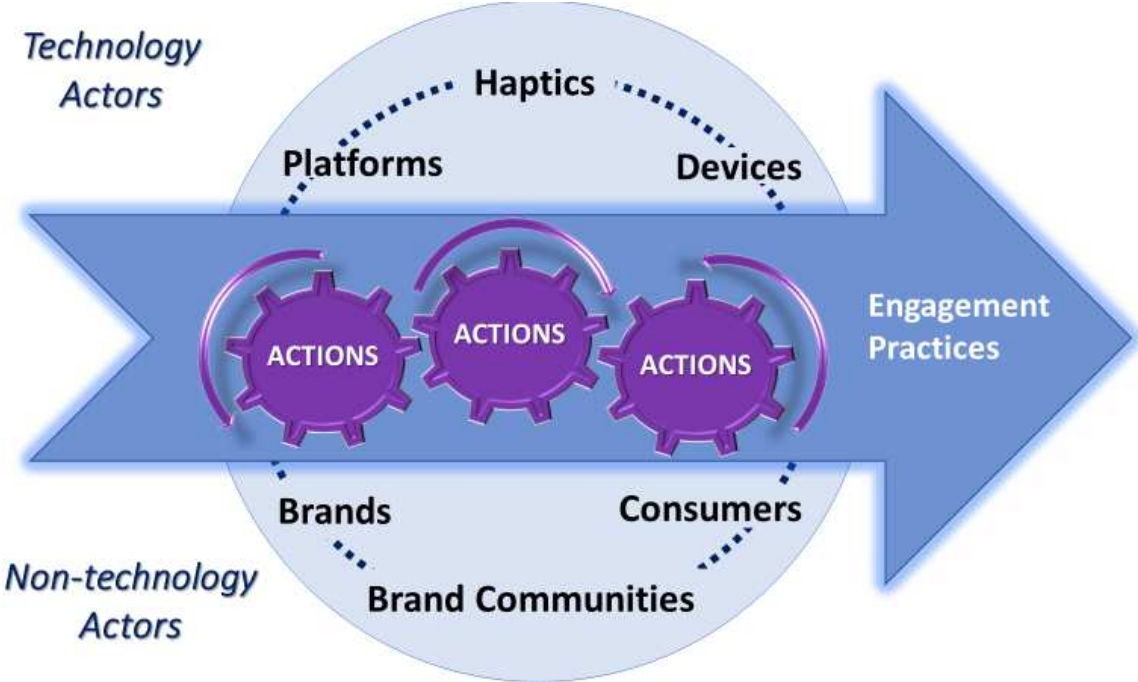 Technology
Actors
Haptics
Platforms
Devices
ACTIONS
ACTIONS
ACTIONS
Engagement
Practices
Brands
Consumers
Brand Communities
Non-technology
Actors